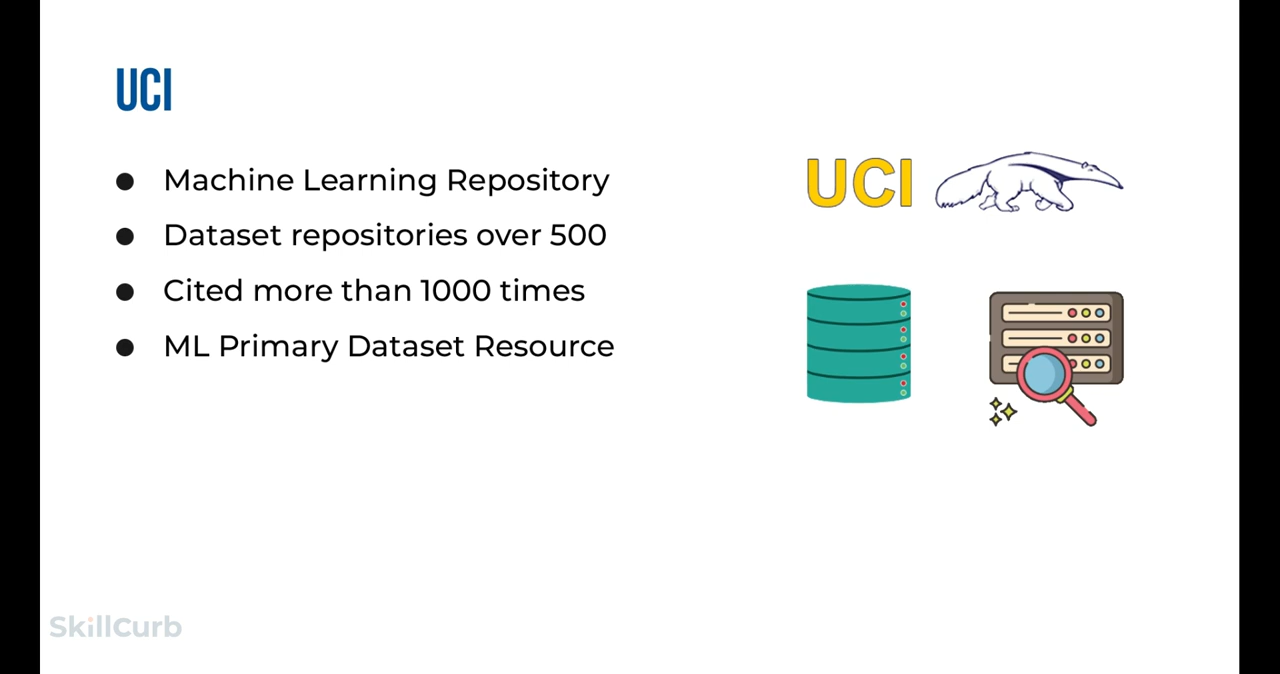 UCI
● Machine Learning Repository
● Dataset repositories over 500
● Cited more than 1000 times
● ML Primary Dataset Resource
UCI
SkillCurb